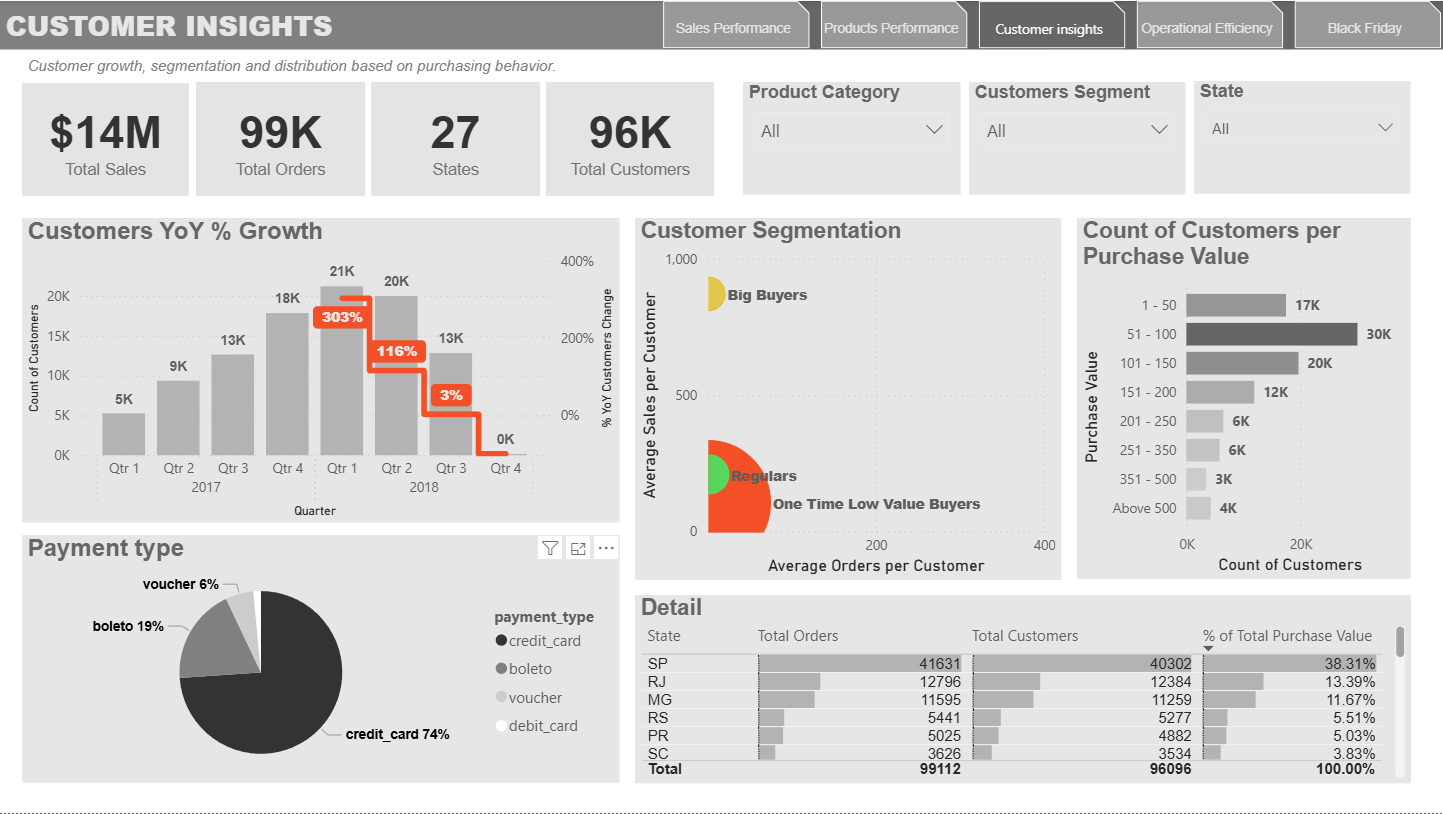 CUSTOMER INSIGHTS
Sales Performance
Products Performance
Customer insights
Operational Efficiency
Black Friday
Customer growth, segmentation and distribution based on purchasing behavior.
$14M
Total Sales
99K
Total Orders
27
States
96K
Total Customers
Product Category
All
Customers Segment
All
State
All
Customers YoY % Growth
Count of Customers
20K
15K
10K
5K
0K
5K
9K
13K
18K
21K
20K
13K
0K
303%
116%
3%
400%
200%
0%
% YoY Customers Change
Qtr 1 Qtr 2 Qtr 3 Qtr 4 Qtr 1 Qtr 2 Qtr 3 Qtr 4
2017 2018
Quarter
Customer Segmentation
Average Sales per Customer
1,000
500
0
Big Buyers
Regulars
One Time Low Value Buyers
200 400
Average Orders per Customer
Count of Customers per
Purchase Value
Purchase Value
1 - 50 17K
51 - 100 30K
101 - 150 20K
151 - 200 12K
201 - 250 6K
251 - 350 6K
351 - 500 3K
Above 500 4K
0K 20K
Count of Customers
Payment type
voucher 6%
boleto 19%
credit_card 74%
payment_type
credit_card
boleto
voucher
debit_card
Detail
State Total Orders Total Customers % of Total Purchase Value
SP 41631 40302 38.31%
RJ 12796 12384 13.39%
MG 11595 11259 11.67%
RS 5441 5277 5.51%
PR 5025 4882 5.03%
SC 3626 3534 3.83%
Total 99112 96096 100.00%